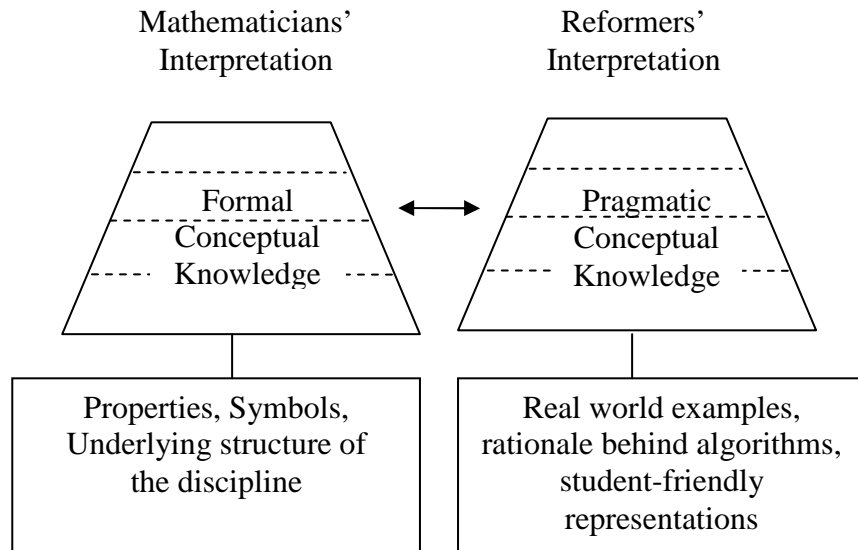 Mathematicians’
Interpretation
Formal
Conceptual
Knowledge
Properties, Symbols,
Underlying structure of
the discipline
Reformers’
Interpretation
Pragmatic
Conceptual
Knowledge
Real world examples,
rationale behind algorithms,
student-friendly
representations